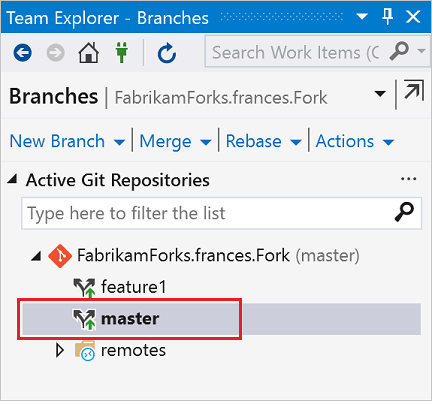 Team Explorer - Branches
Search Work Items (C
Branches | FabrikamForks.frances.Fork
New Branch | Merge | Rebase | Actions |
Active Git Repositories ...
Type here to filter the list
FabrikamForks.frances.Fork (master)
feature1
master
remotes